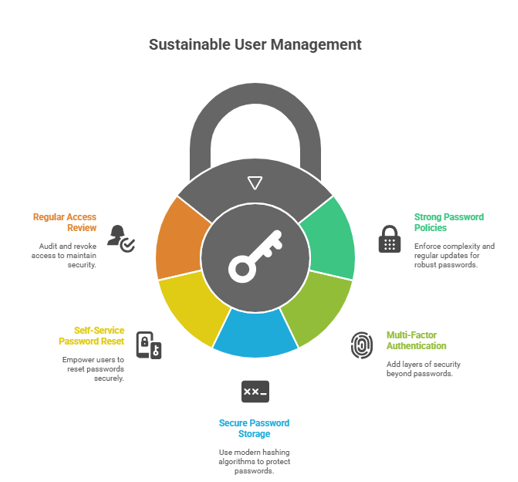 Sustainable User Management
Regular Access
Review
Audit and revoke
access to maintain
security.
Strong Password
Policies
Enforce complexity and
regular updates for
robust passwords.
Self-Service
Password Reset
Empower users to
reset passwords
securely.
Multi-Factor
Authentication
Add layers of security
beyond passwords.
Secure Password
Storage
Use modern hashing
algorithms to protect
passwords.